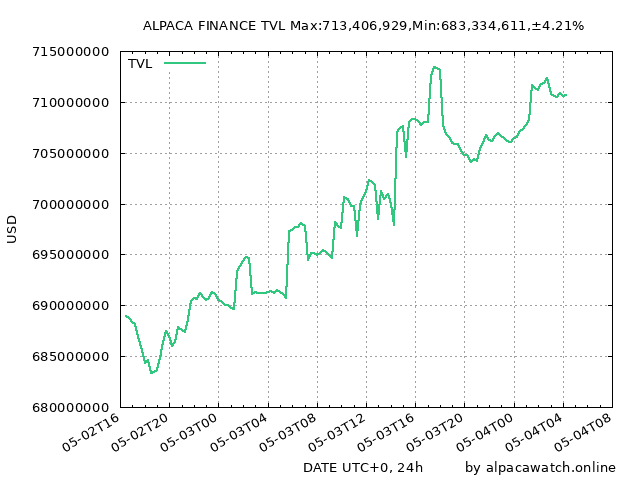 ALPACA FINANCE TVL Max:713,406,929,Min:683,334,611,±4.21%
715000000
TVL
710000000
705000000
700000000
USD
695000000
690000000
685000000
680000000
05-02T16
05-02T20
05-03T00
05-03T04
05-03T08
05-03T12
05-03T16
05-03T20
05-04T00
05-04T04
05-04T08
DATE UTC+0, 24h
by alpacawatch.online